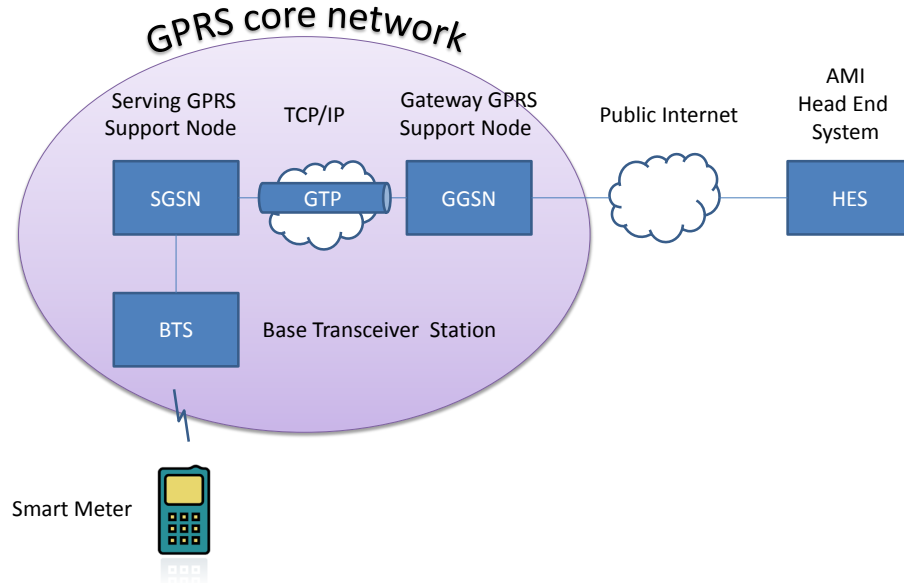 GPRS core network
Serving GPRS
Support Node
TCP/IP
Gateway GPRS
Support Node
Public Internet
AMI
Head End
System
SGSN
GTP
GGSN
HES
BTS
Base Transceiver Station
Smart Meter